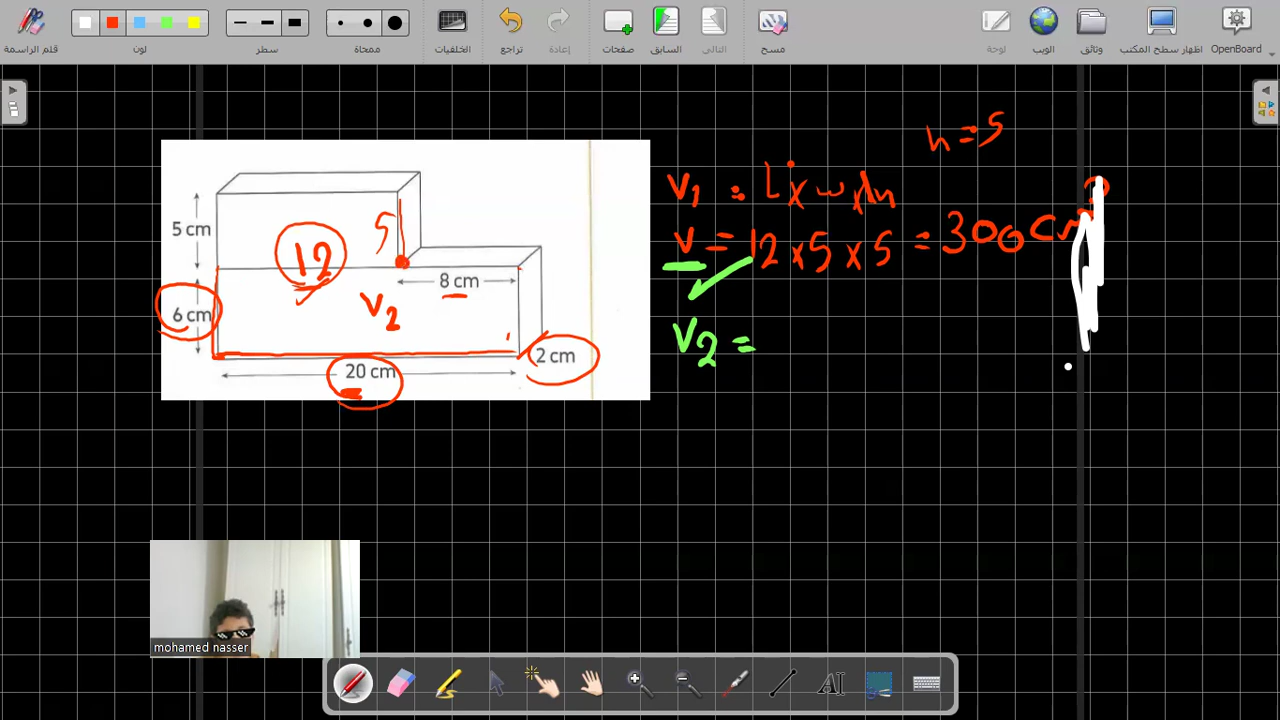 قلم الراسمة
لون
سطر
ممحاة
الخلفيات
تراجع
إعادة
صفحات
السابق
التالى
مسح
لوحة
الويب
وثائق
اظهار سطح المكتب
OpenBoard
h = 5
V1 = L x w x h
V = 12 x 5 x 5 = 300 Cm
V2 =
5 cm
5
12
8 cm
6 cm
V2
2 cm
20 cm
mohamed nasser